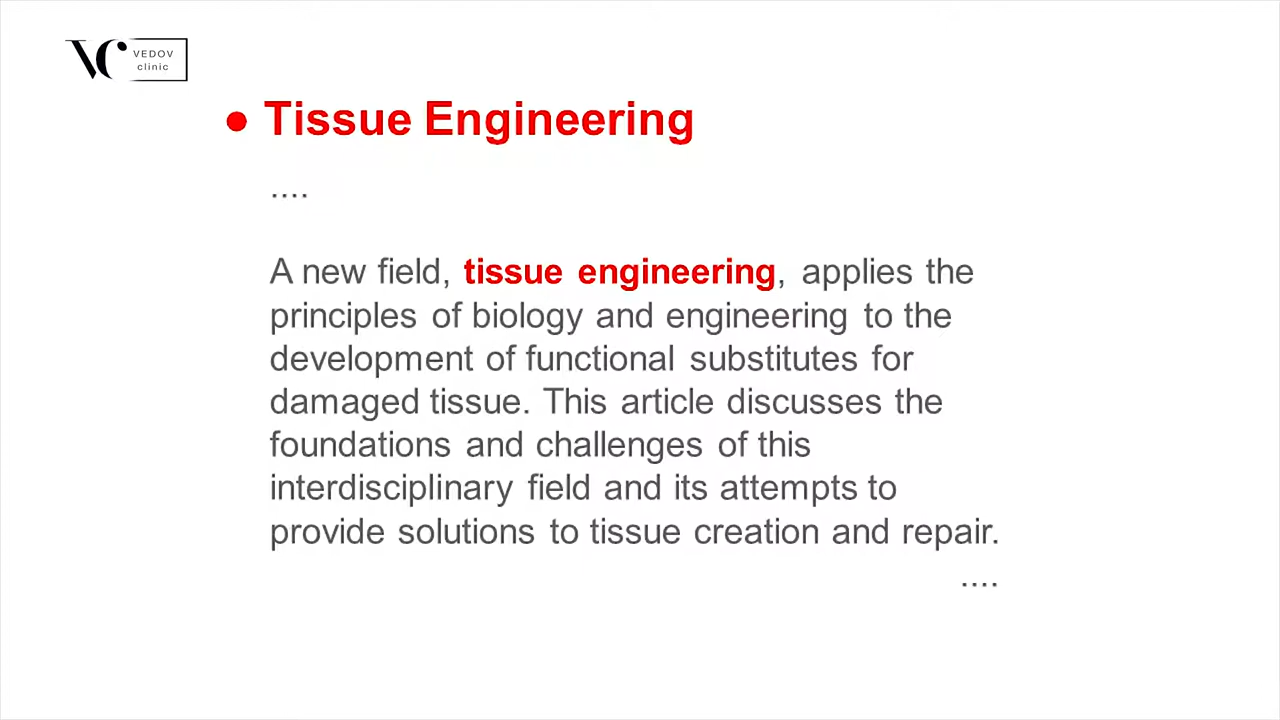 VC VEDOV
clinic
● Tissue Engineering
....
A new field, tissue engineering, applies the
principles of biology and engineering to the
development of functional substitutes for
damaged tissue. This article discusses the
foundations and challenges of this
interdisciplinary field and its attempts to
provide solutions to tissue creation and repair.
....